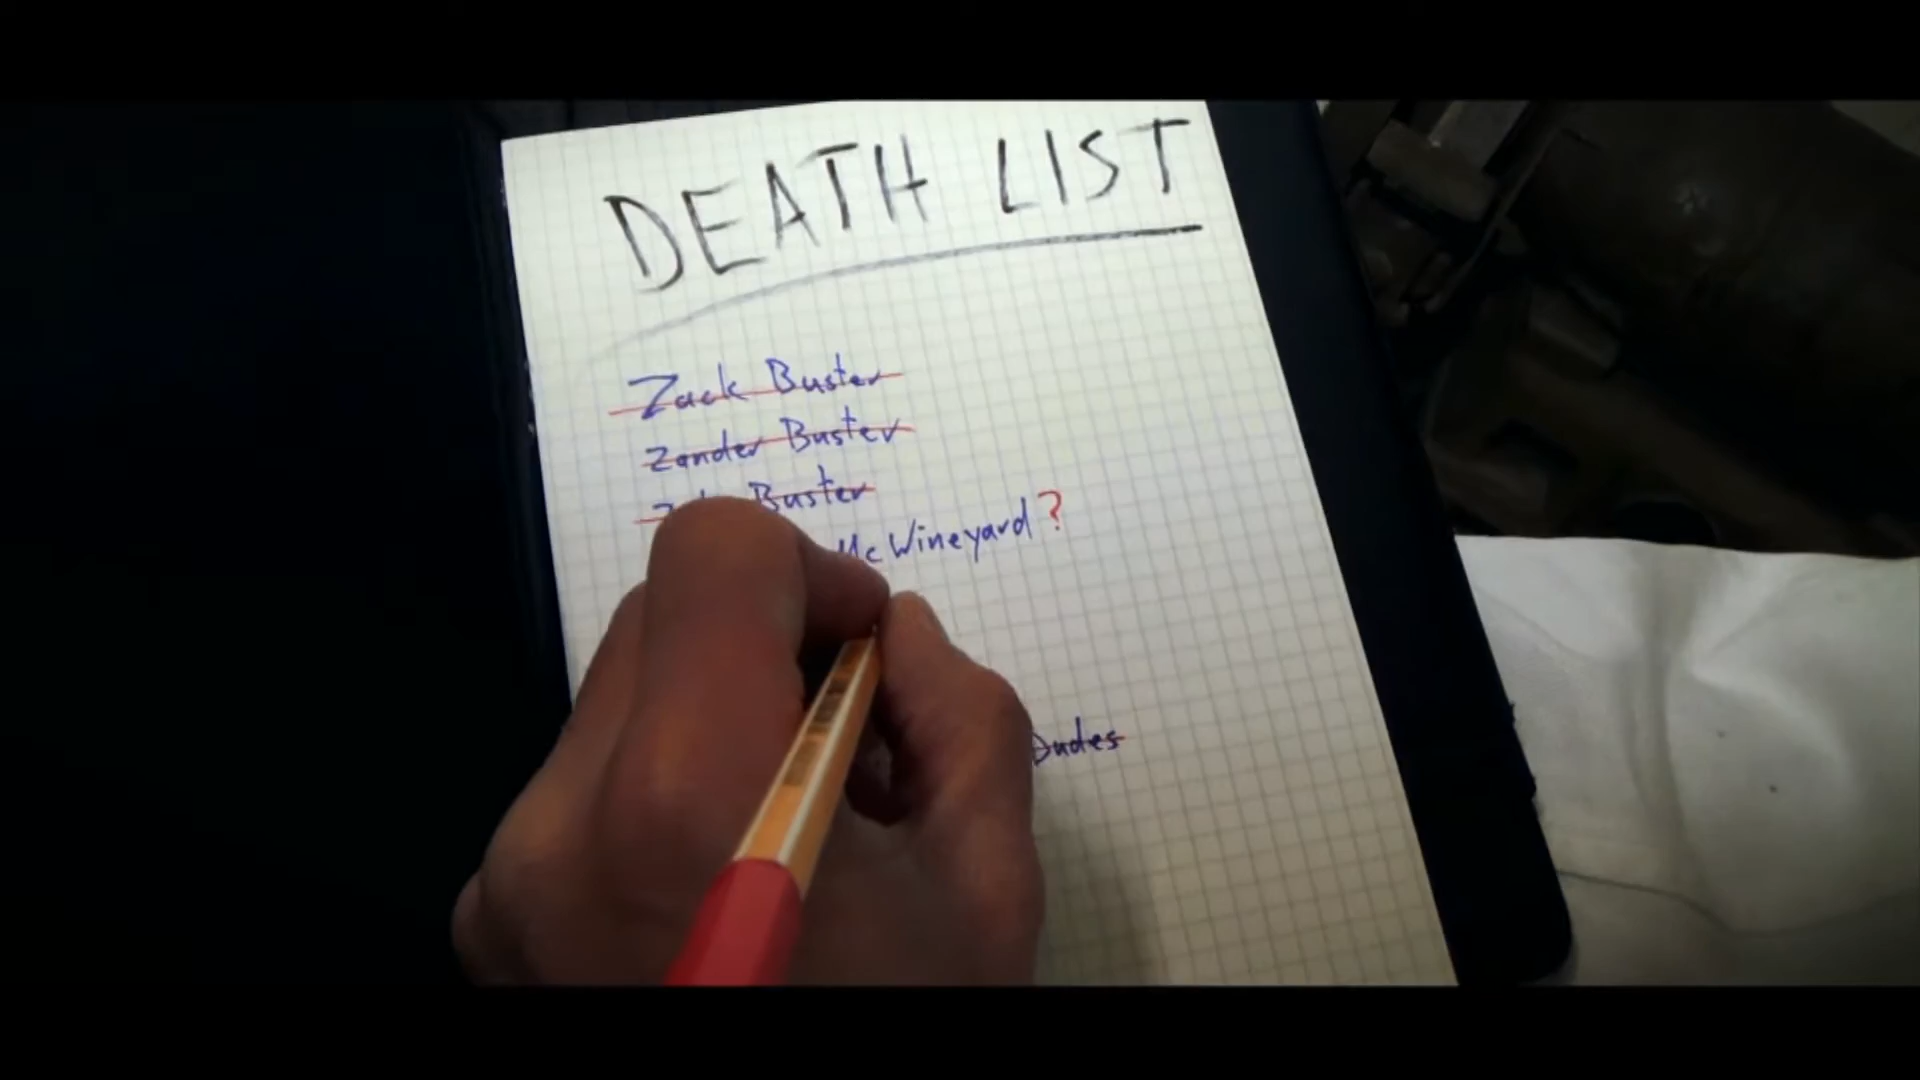 DEATH LIST
Zack Buster
Zander Buster
Buster
Mc Wineyard ?
Dudes